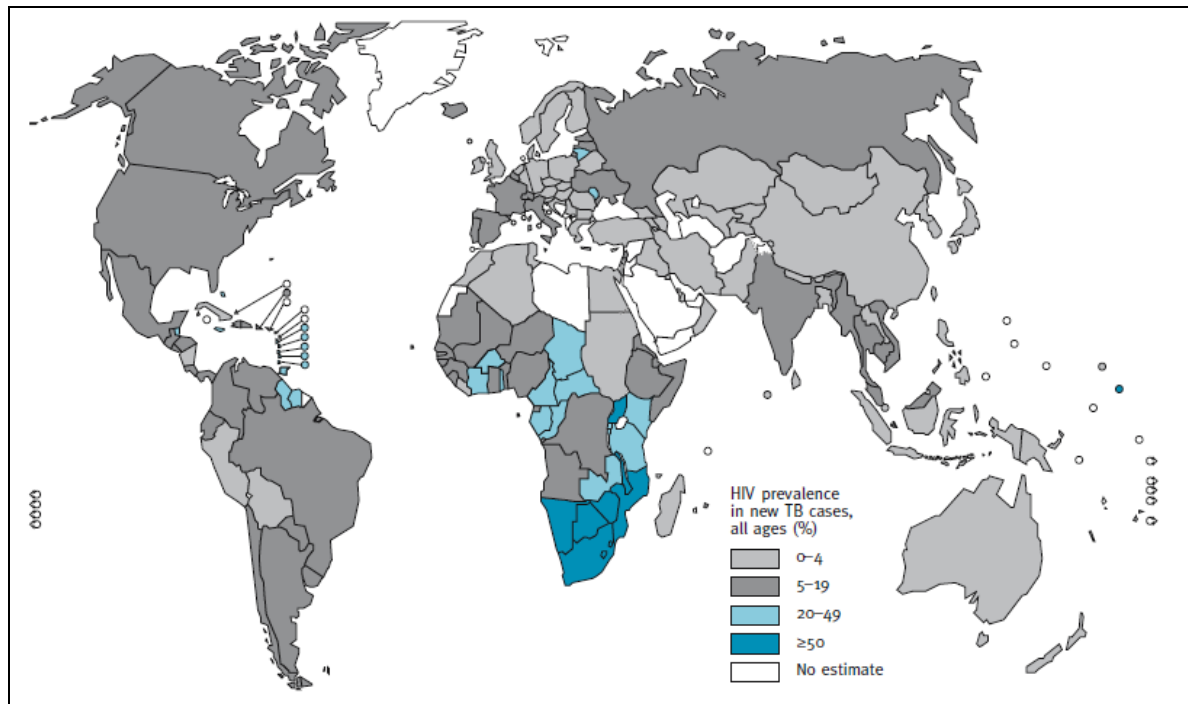 HIV prevalence
in new TB cases,
all ages (%)
0–4
5–19
20–49
≥50
No estimate